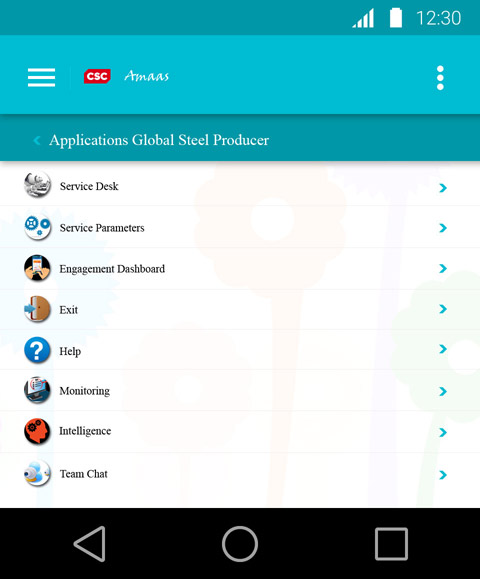 12:30
CSC Amaas
Applications Global Steel Producer
Service Desk
Service Parameters
Engagement Dashboard
Exit
? Help
Monitoring
Intelligence
Team Chat